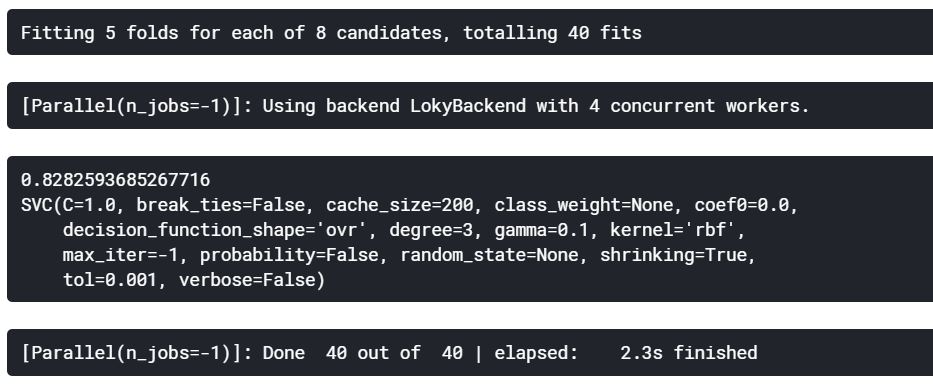 Fitting 5 folds for each of 8 candidates, totalling 40 fits
[Parallel(n_jobs=-1)]: Using backend LokyBackend with 4 concurrent workers.
0.8282593685267716
SVC(C=1.0, break_ties=False, cache_size=200, class_weight=None, coef0=0.0,
    decision_function_shape='ovr', degree=3, gamma=0.1, kernel='rbf',
    max_iter=-1, probability=False, random_state=None, shrinking=True,
    tol=0.001, verbose=False)
[Parallel(n_jobs=-1)]: Done  40 out of  40 | elapsed:    2.3s finished